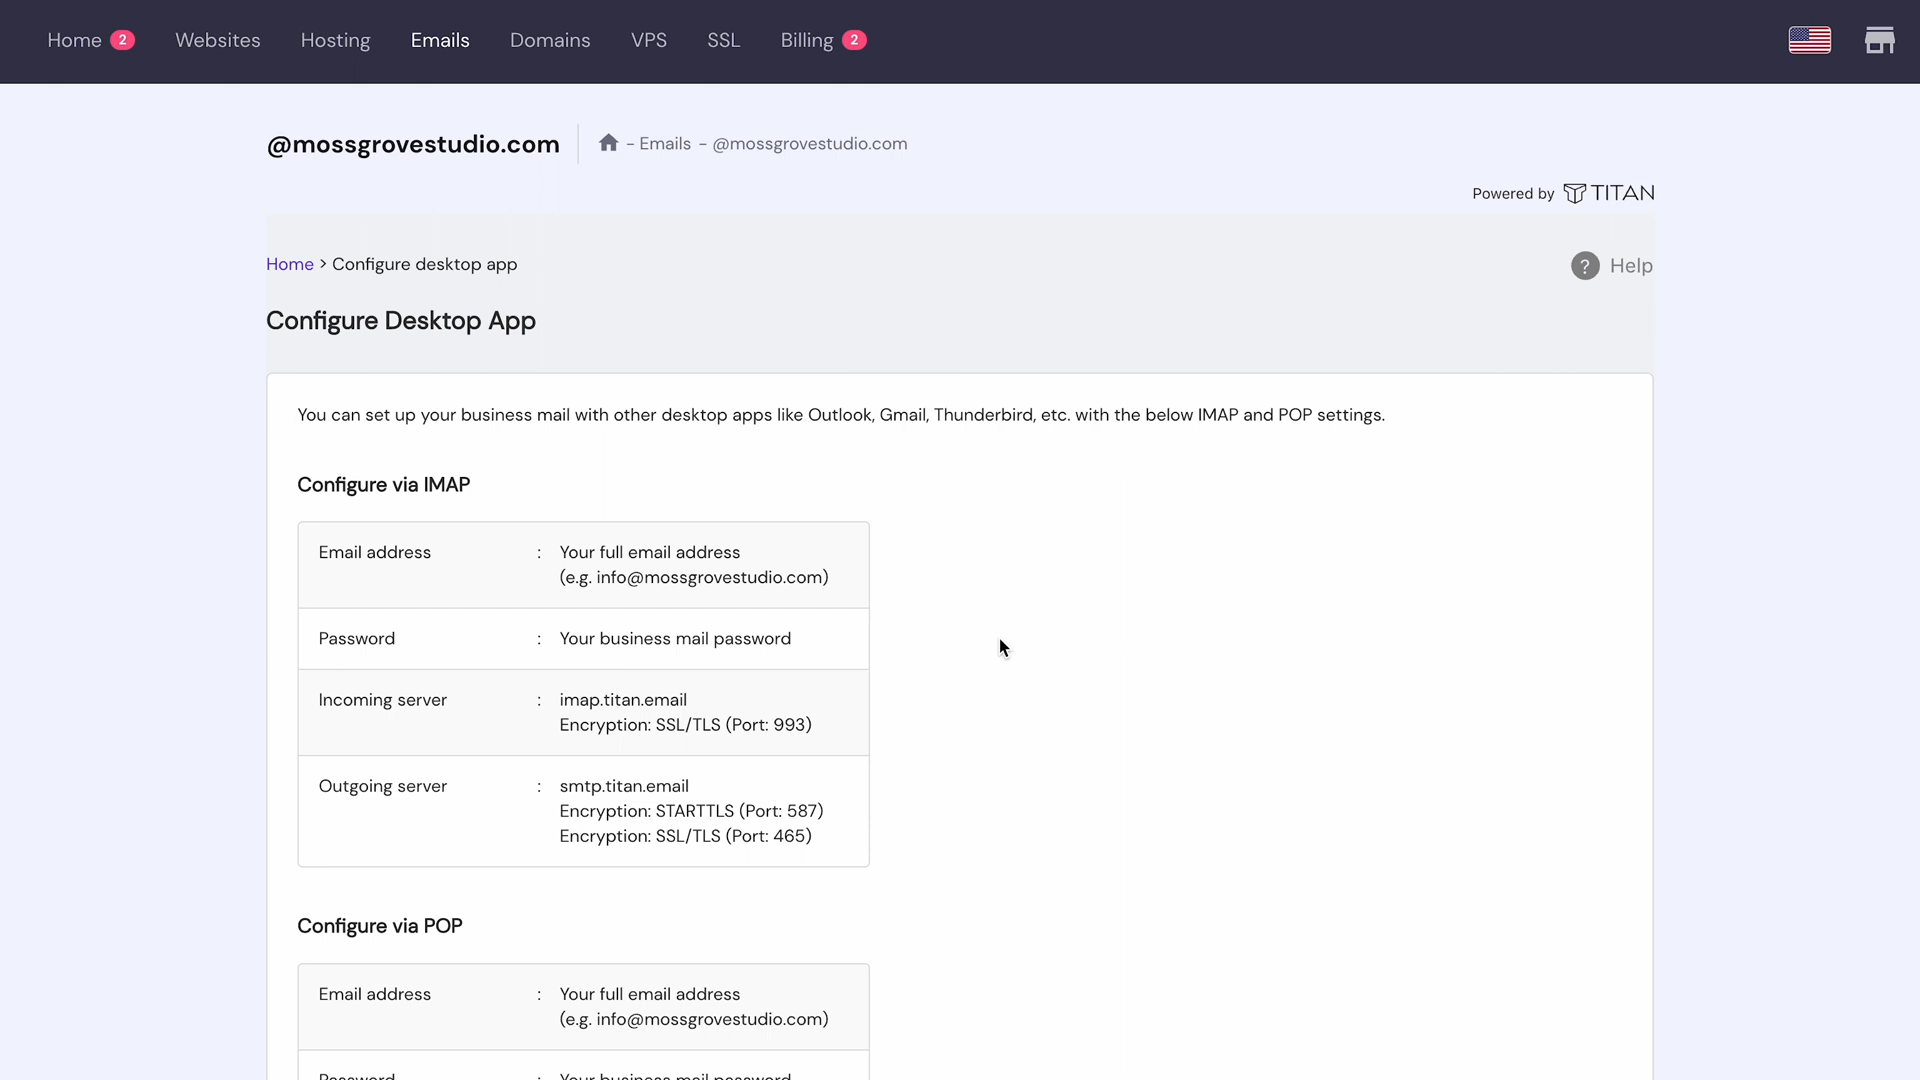 Home 2 Websites Hosting Emails Domains VPS SSL Billing 2
@mossgrovestudio.com - Emails - @mossgrovestudio.com
Powered by TITAN
Home > Configure desktop app
? Help
Configure Desktop App
You can set up your business mail with other desktop apps like Outlook, Gmail, Thunderbird, etc. with the below IMAP and POP settings.
Configure via IMAP
Email address : Your full email address
(e.g. info@mossgrovestudio.com)
Password : Your business mail password
Incoming server : imap.titan.email
Encryption: SSL/TLS (Port: 993)
Outgoing server : smtp.titan.email
Encryption: STARTTLS (Port: 587)
Encryption: SSL/TLS (Port: 465)
Configure via POP
Email address : Your full email address
(e.g. info@mossgrovestudio.com)
Password : Your business mail password